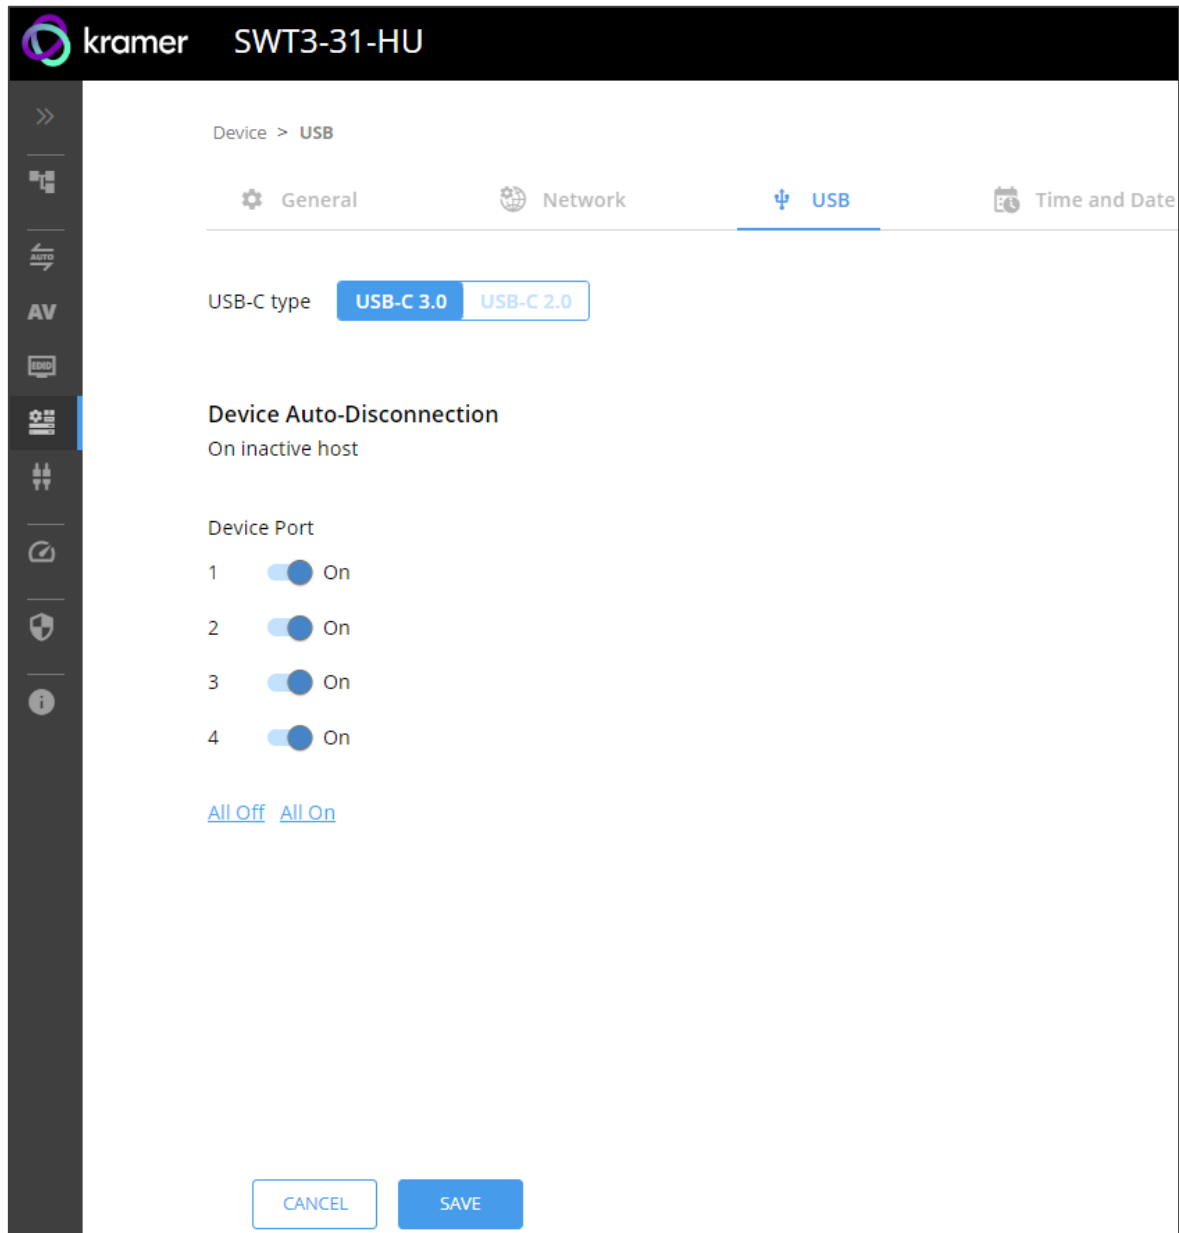 kramer SWT3-31-HU
Device > USB
General Network USB Time and Date
AUTO
USB-C type USB-C 3.0 USB-C 2.0
AV
EDID
Device Auto-Disconnection
On inactive host
Device Port
1 On
2 On
3 On
4 On
All Off All On
CANCEL SAVE